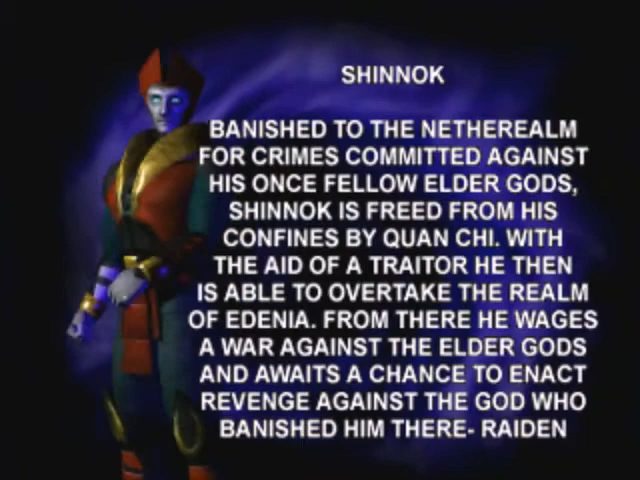 SHINNOK
BANISHED TO THE NETHEREALM
FOR CRIMES COMMITTED AGAINST
HIS ONCE FELLOW ELDER GODS,
SHINNOK IS FREED FROM HIS
CONFINES BY QUAN CHI. WITH
THE AID OF A TRAITOR HE THEN
IS ABLE TO OVERTAKE THE REALM
OF EDENIA. FROM THERE HE WAGES
A WAR AGAINST THE ELDER GODS
AND AWAITS A CHANCE TO ENACT
REVENGE AGAINST THE GOD WHO
BANISHED HIM THERE- RAIDEN